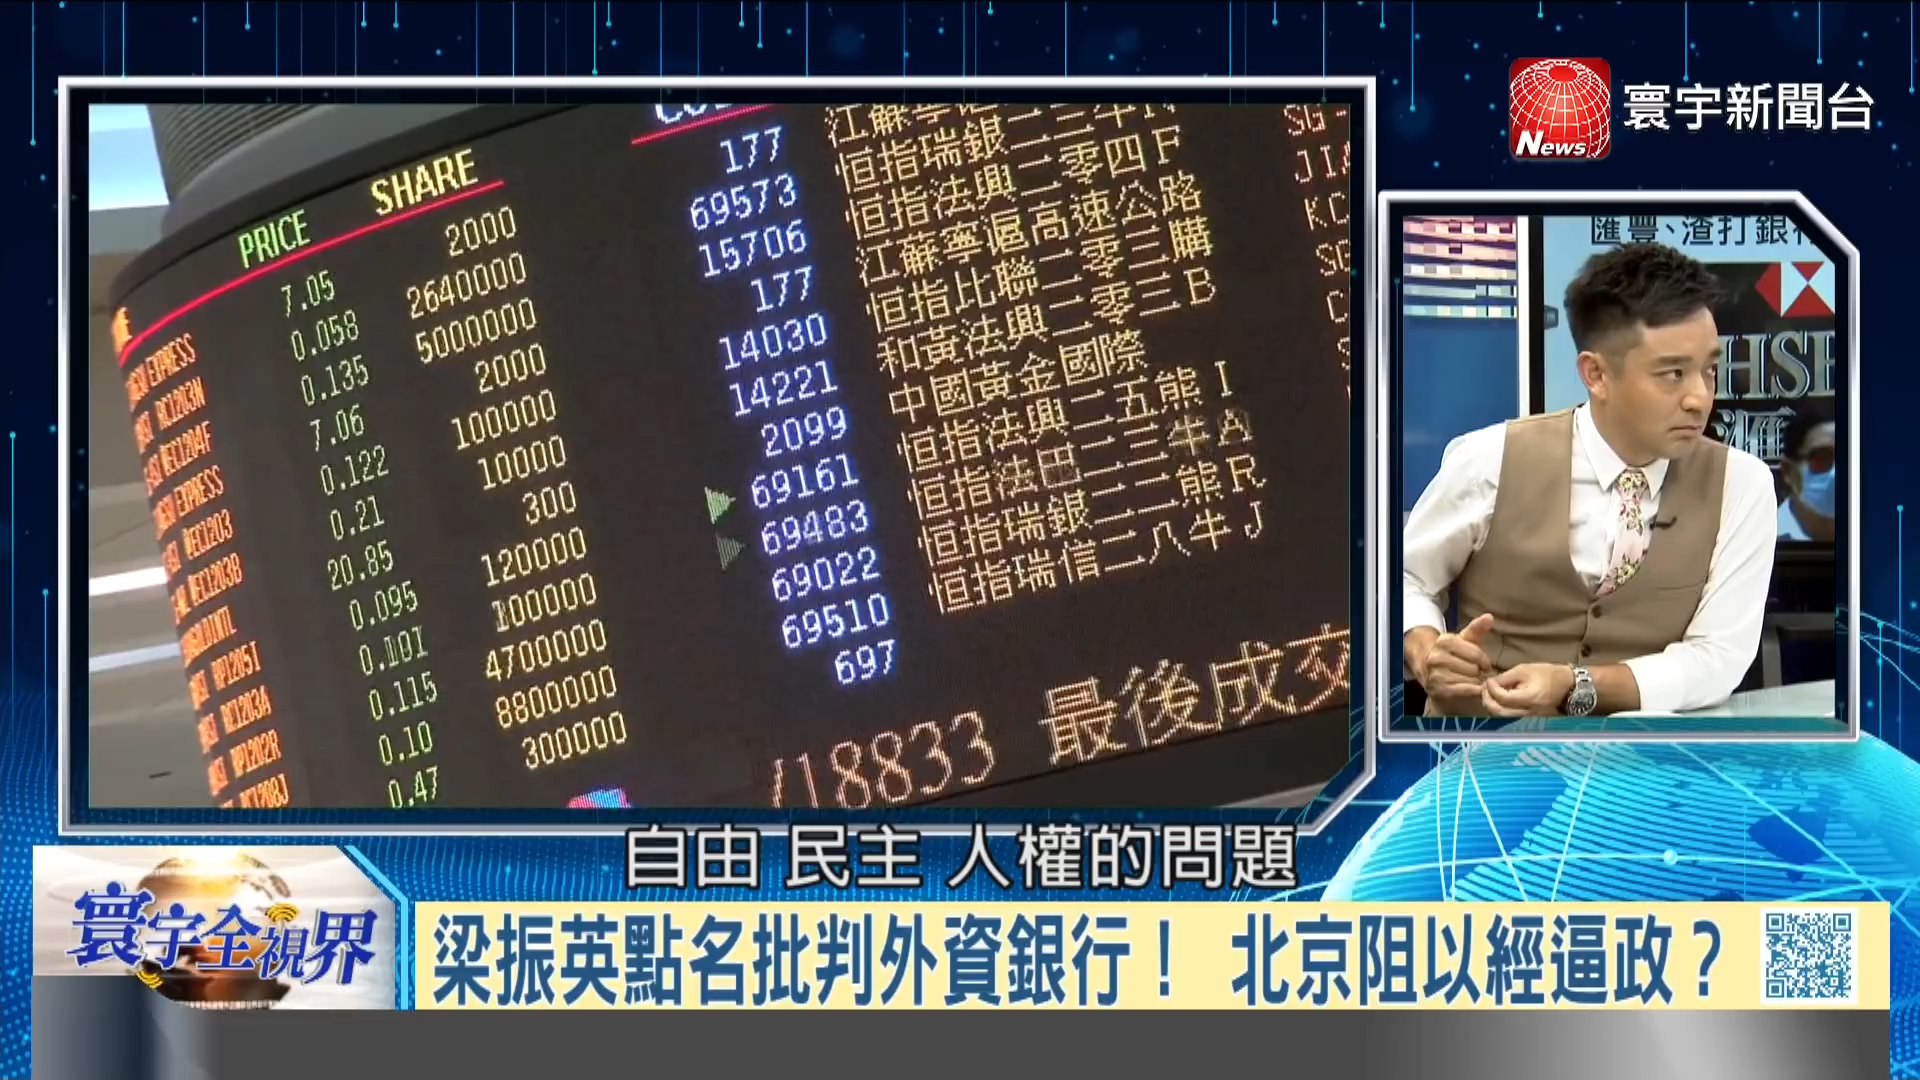 寰宇新聞台
News
匯豐、渣打銀行
HSB
匯
PRICE
SHARE
7.05 2000
0.058 2640000
0.135 5000000
7.06 2000
0.122 100000
0.21 10000
20.85 300
0.095 120000
0.101 100000
0.115 4700000
0.10 8800000
0.47 300000
177
69573 恒指瑞銀二三牛N
15706 恒指法興二零四F
177 江蘇寧滬高速公路
14030 恒指比聯二零三購
14221 和黃法興二零三B
2099 中國黃金國際
69161 恒指法興二五熊I
69483 恒指法巴二三牛A
69022 恒指瑞銀二二熊R
69510 恒指瑞信二八牛J
697
/18833 最後成交
自由 民主 人權的問題
寰宇全視界
梁振英點名批判外資銀行！ 北京阻以經逼政？